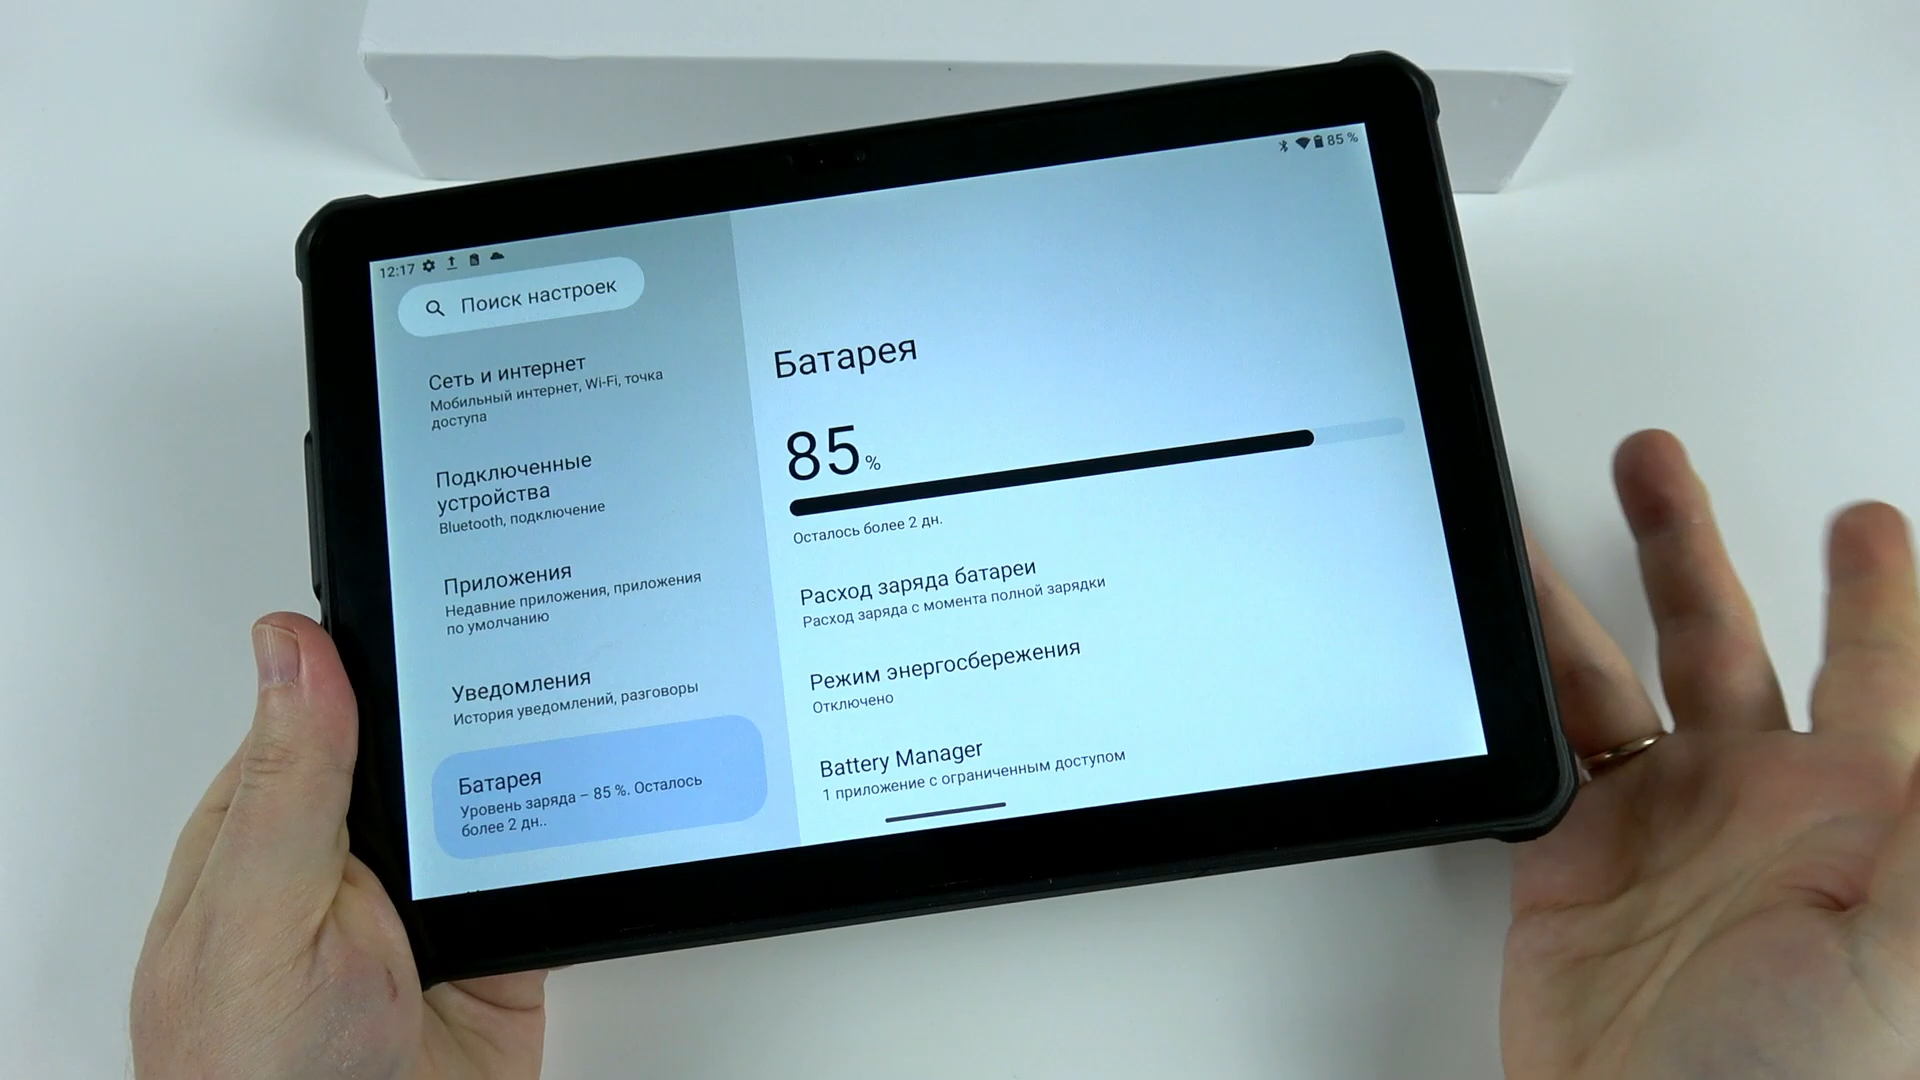 12:17
85 %
Поиск настроек
Сеть и интернет
Мобильный интернет, Wi-Fi, точка
доступа
Подключенные
устройства
Bluetooth, подключение
Приложения
Недавние приложения, приложения
по умолчанию
Уведомления
История уведомлений, разговоры
Батарея
Уровень заряда – 85 %. Осталось
более 2 дн..
Батарея
85 %
Осталось более 2 дн.
Расход заряда батареи
Расход заряда с момента полной зарядки
Режим энергосбережения
Отключено
Battery Manager
1 приложение с ограниченным доступом